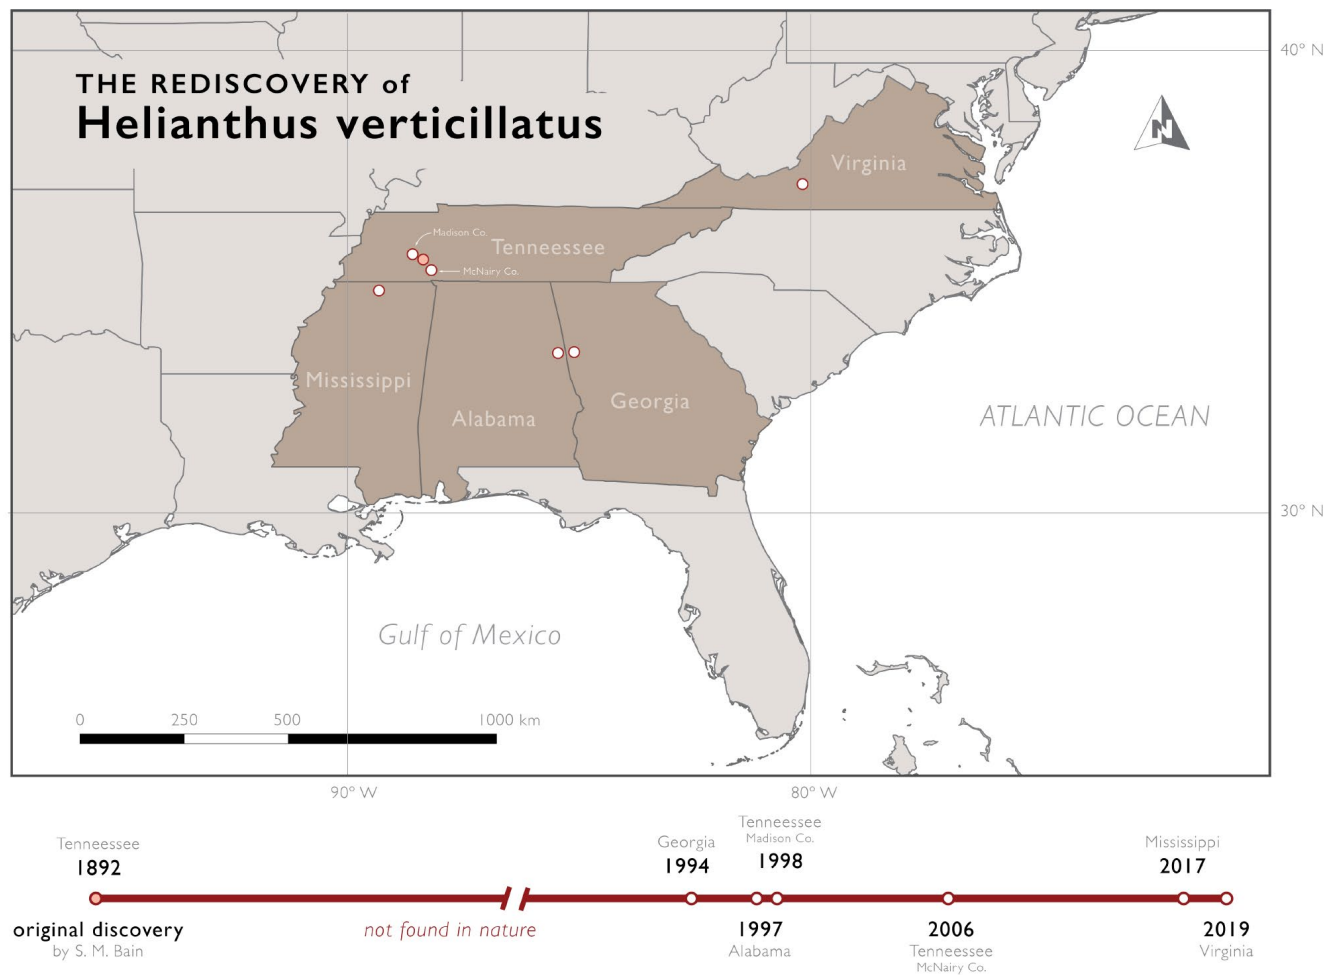 THE REDISCOVERY of
Helianthus verticillatus
40° N
N
Virginia
Madison Co.
Tenneessee
McNairy Co.
Mississippi
Alabama
Georgia
ATLANTIC OCEAN
30° N
Gulf of Mexico
0 250 500 1000 km
90° W 80° W
Tenneessee
1892
original discovery
by S. M. Bain
not found in nature
Georgia
1994
1997
Alabama
Tenneessee
Madison Co.
1998
2006
Tenneessee
McNairy Co.
Mississippi
2017
2019
Virginia